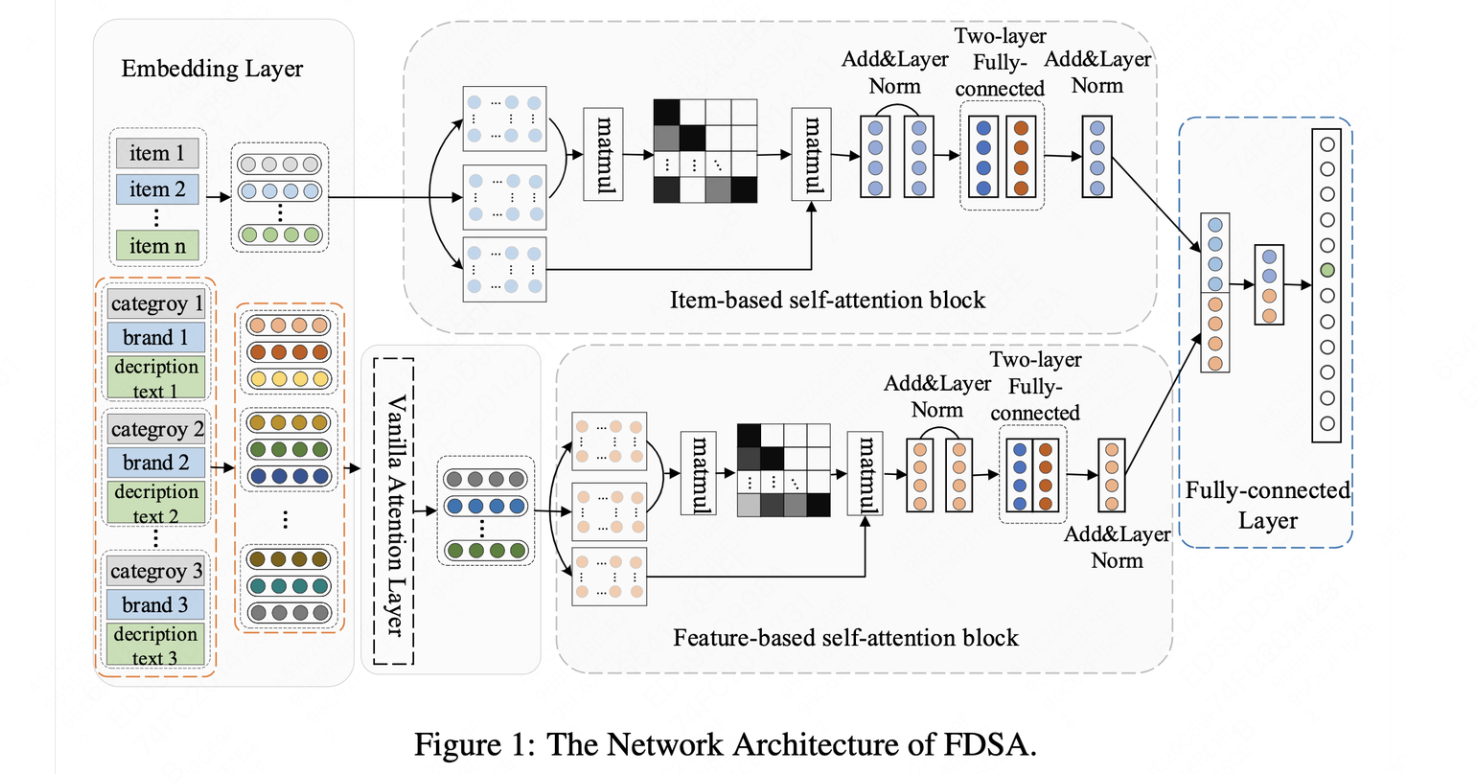 Embedding Layer
item 1
item 2
item n
categroy 1
brand 1
decription
text 1
categroy 2
brand 2
decription
text 2
categroy 3
brand 3
decription
text 3
matmul
matmul
Add&Layer
Norm
Two-layer
Fully-
connected
Add&Layer
Norm
Item-based self-attention block
Vanilla Attention Layer
matmul
matmul
Add&Layer
Norm
Two-layer
Fully-
connected
Add&Layer
Norm
Feature-based self-attention block
Fully-connected
Layer
Figure 1: The Network Architecture of FDSA.